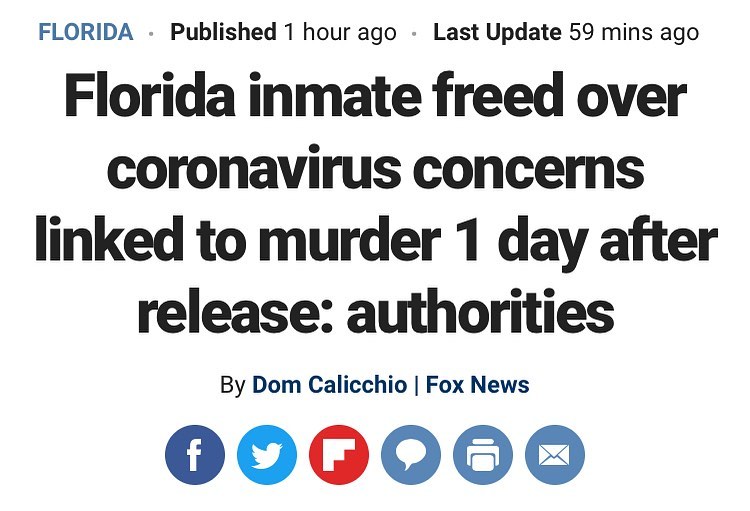 FLORIDA · Published 1 hour ago · Last Update 59 mins ago
Florida inmate freed over
coronavirus concerns
linked to murder 1 day after
release: authorities
By Dom Calicchio | Fox News